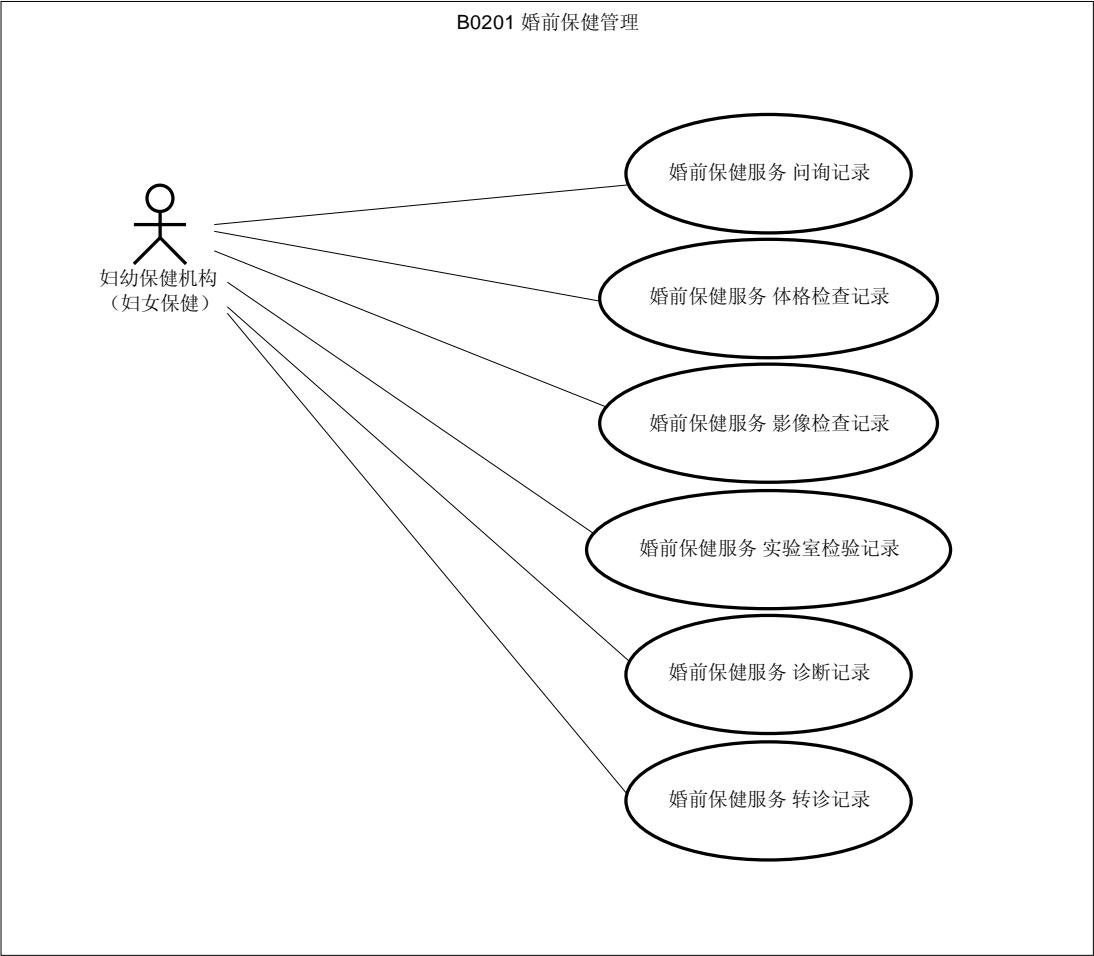 B0201 婚前保健管理
婚前保健服务 问询记录
妇幼保健机构
（妇女保健）
婚前保健服务 体格检查记录
婚前保健服务 影像检查记录
婚前保健服务 实验室检验记录
婚前保健服务 诊断记录
婚前保健服务 转诊记录